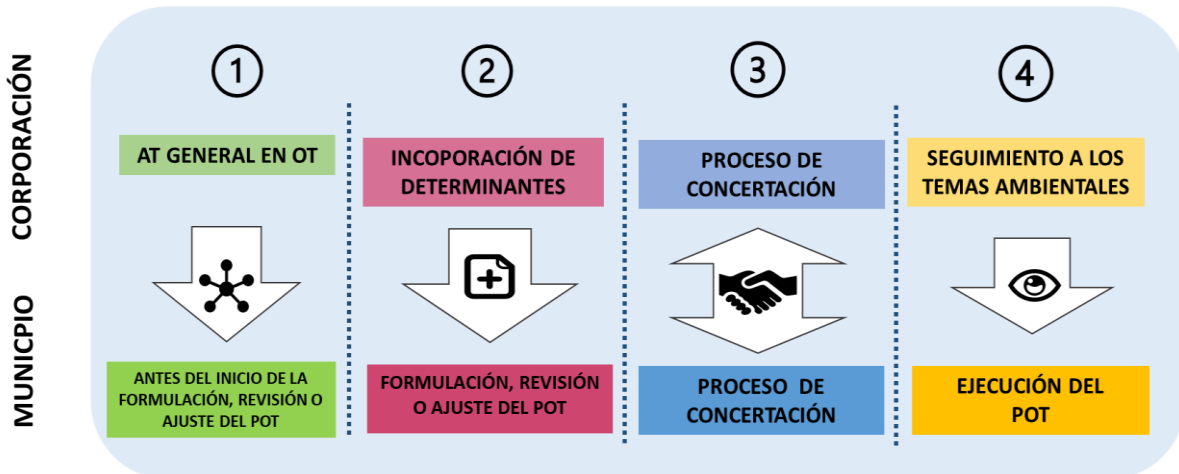 CORPORACIÓN
MUNICPIO
1
2
3
4
AT GENERAL EN OT
INCOPORACIÓN DE
DETERMINANTES
PROCESO DE
CONCERTACIÓN
SEGUIMIENTO A LOS
TEMAS AMBIENTALES
ANTES DEL INICIO DE LA
FORMULACIÓN, REVISIÓN O
AJUSTE DEL POT
FORMULACIÓN, REVISIÓN
O AJUSTE DEL POT
PROCESO DE
CONCERTACIÓN
EJECUCIÓN DEL
POT